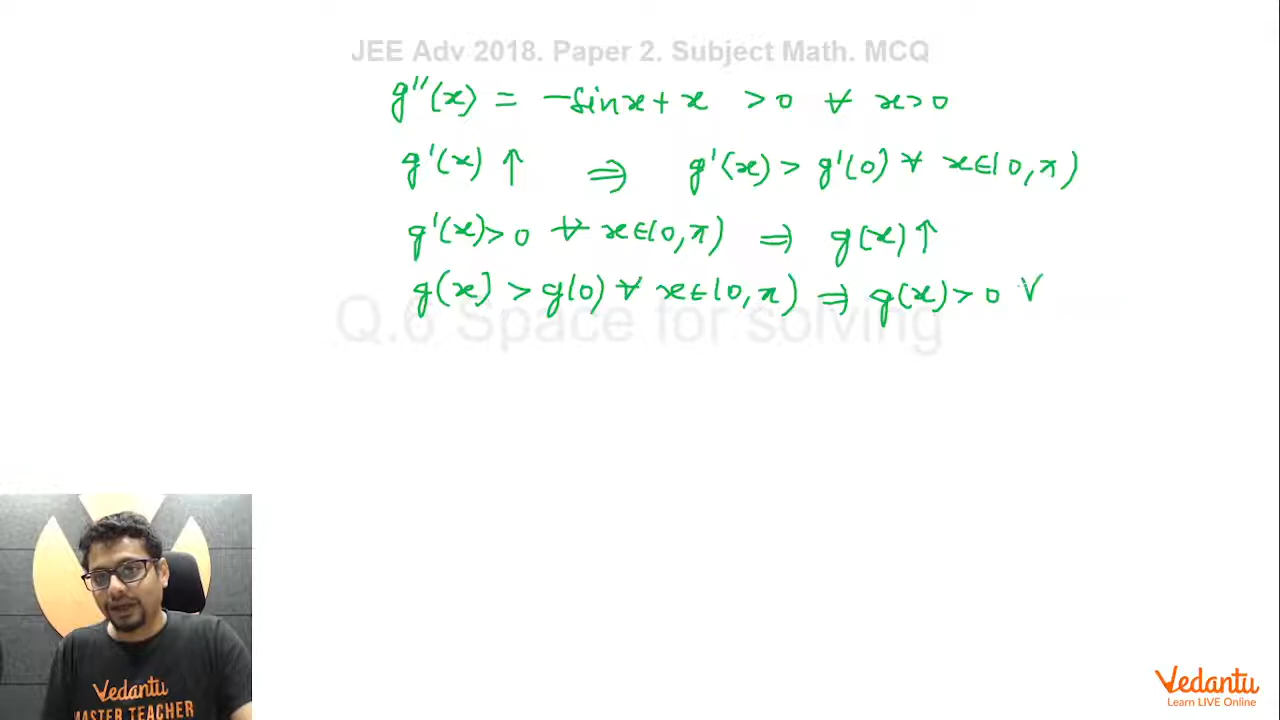 JEE Adv 2018. Paper 2. Subject Math. MCQ
g''(x) = -sinx + x > 0 ∀ x>0
g'(x) ↑ ⇒ g'(x) > g'(0) ∀ x∈(0,π)
g'(x) > 0 ∀ x∈(0,π) ⇒ g(x) ↑
g(x) > g(0) ∀ x∈(0,π) ⇒ g(x) > 0 ∀
Q.6 Space for solving
Vedantu
MASTER TEACHER
Vedantu
Learn LIVE Online